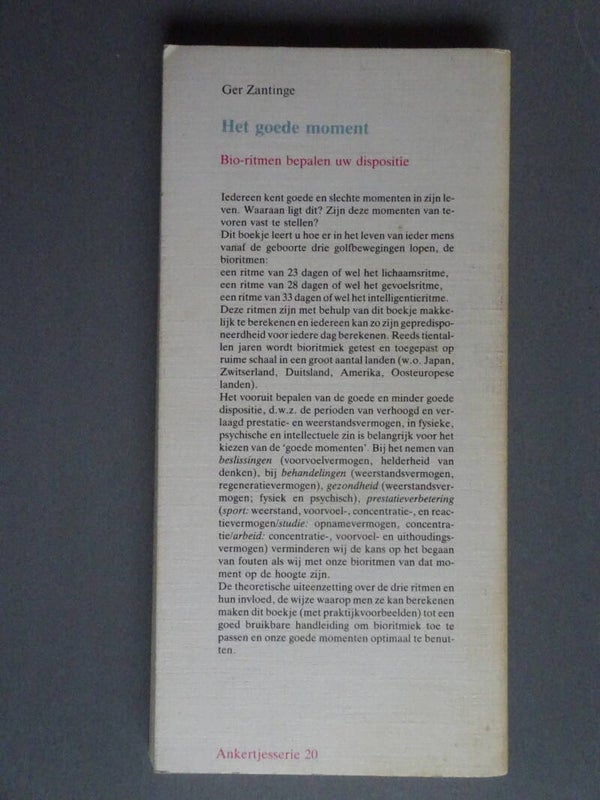 Ger Zantinge
Het goede moment
Bio-ritmen bepalen uw dispositie
Iedereen kent goede en slechte momenten in zijn le-
ven. Waaraan ligt dit? Zijn deze momenten van te-
voren vast te stellen?
Dit boekje leert u hoe er in het leven van ieder mens
vanaf de geboorte drie golfbewegingen lopen, de
bioritmen:
een ritme van 23 dagen of wel het lichaamsritme,
een ritme van 28 dagen of wel het gevoelsritme,
een ritme van 33 dagen of wel het intelligentieritme.
Deze ritmen zijn met behulp van dit boekje makke-
lijk te berekenen en iedereen kan zo zijn gepredispo-
neerdheid voor iedere dag berekenen. Reeds tiental-
len jaren wordt bioritmiek getest en toegepast op
ruime schaal in een groot aantal landen (w.o. Japan,
Zwitserland, Duitsland, Amerika, Oosteuropese
landen).
Het vooruit bepalen van de goede en minder goede
dispositie, d.w.z. de perioden van verhoogd en ver-
laagd prestatie- en weerstandsvermogen, in fysieke,
psychische en intellectuele zin is belangrijk voor het
kiezen van de 'goede momenten'. Bij het nemen van
beslissingen (voorvoelvermogen, helderheid van
denken), bij behandelingen (weerstandsvermogen,
regeneratievermogen), gezondheid (weerstandsver-
mogen; fysiek en psychisch), prestatieverbetering
(sport: weerstand, voorvoel-, concentratie-, en reac-
tievermogen/studie: opnamevermogen, concentra-
tie/arbeid: concentratie-, voorvoel- en uithoudings-
vermogen) verminderen wij de kans op het begaan
van fouten als wij met onze bioritmen van dat mo-
ment op de hoogte zijn.
De theoretische uiteenzetting over de drie ritmen en
hun invloed, de wijze waarop men ze kan berekenen
maken dit boekje (met praktijkvoorbeelden) tot een
goed bruikbare handleiding om bioritmiek toe te
passen en onze goede momenten optimaal te benut-
ten.
Ankertjesserie 20